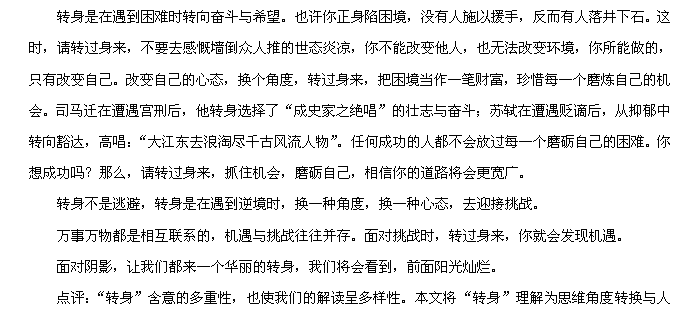 转身是在遇到困难时转向奋斗与希望。也许你正身陷困境，没有人施以援手，反而有人落井下石。这
时，请转过身来，不要去感慨墙倒众人推的世态炎凉，你不能改变他人，也无法改变环境，你所能做的，
只有改变自己。改变自己的心态，换个角度，转过身来，把困境当作一笔财富，珍惜每一个磨炼自己的机
会。司马迁在遭遇宫刑后，他转身选择了“成史家之绝唱”的壮志与奋斗；苏轼在遭遇贬谪后，从抑郁中
转向豁达，高唱：“大江东去浪淘尽千古风流人物”。任何成功的人都不会放过每一个磨砺自己的困难。你
想成功吗？那么，请转过身来，抓住机会，磨砺自己，相信你的道路将会更宽广。
转身不是逃避，转身是在遇到逆境时，换一种角度，换一种心态，去迎接挑战。
万事万物都是相互联系的，机遇与挑战往往并存。面对挑战时，转过身来，你就会发现机遇。
面对阴影，让我们都来一个华丽的转身，我们将会看到，前面阳光灿烂。
点评：“转身”含意的多重性，也使我们的解读呈多样性。本文将“转身”理解为思维角度转换与人